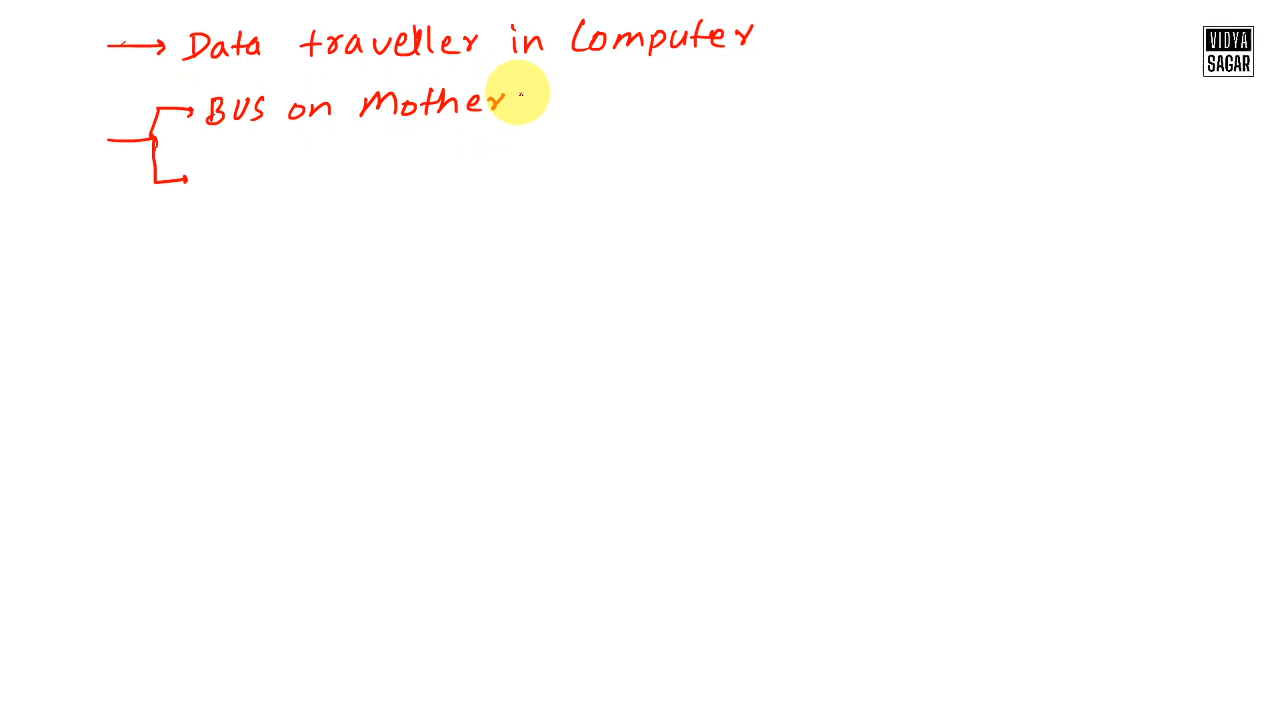 → Data traveller in Computer
VIDYA
SAGAR
→ BUS on Mother